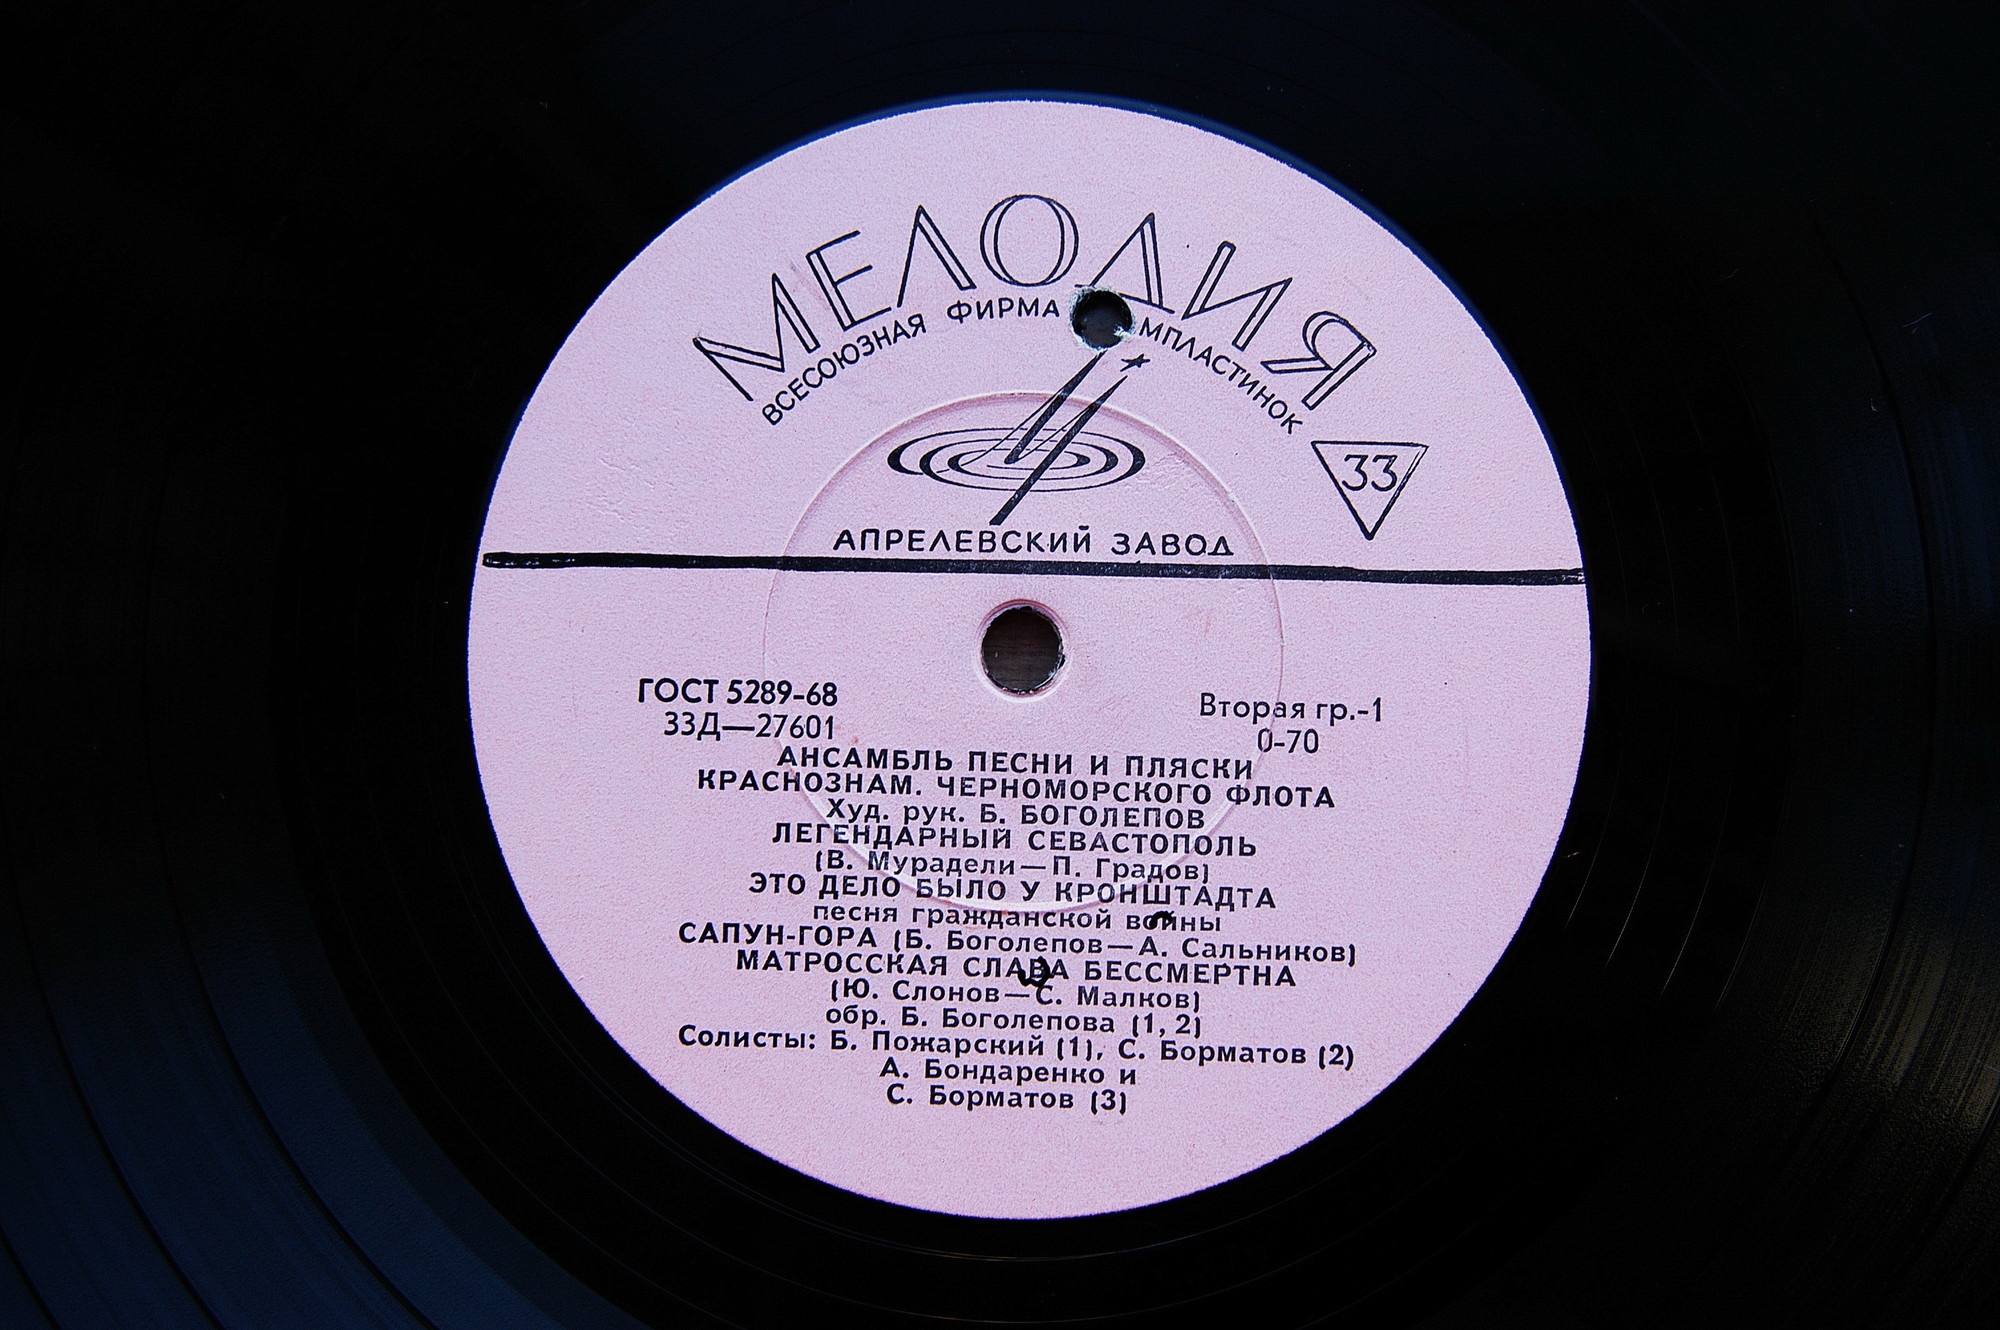 МЕЛОДИЯ
ВСЕСОЮЗНАЯ ФИРМА МПЛАСТИНОК
33
АПРЕЛЕВСКИЙ ЗАВОД
ГОСТ 5289-68
33Д—27601
Вторая гр.-1
0-70
АНСАМБЛЬ ПЕСНИ И ПЛЯСКИ
КРАСНОЗНАМ. ЧЕРНОМОРСКОГО ФЛОТА
Худ. рук. Б. БОГОЛЕПОВ
ЛЕГЕНДАРНЫЙ СЕВАСТОПОЛЬ
(В. Мурадели—П. Градов)
ЭТО ДЕЛО БЫЛО У КРОНШТАДТА
песня гражданской войны
САПУН-ГОРА (Б. Боголепов—А. Сальников)
МАТРОССКАЯ СЛАВА БЕССМЕРТНА
(Ю. Слонов—С. Малков)
обр. Б. Боголепова (1, 2)
Солисты: Б. Пожарский (1), С. Борматов (2)
А. Бондаренко и
С. Борматов (3)